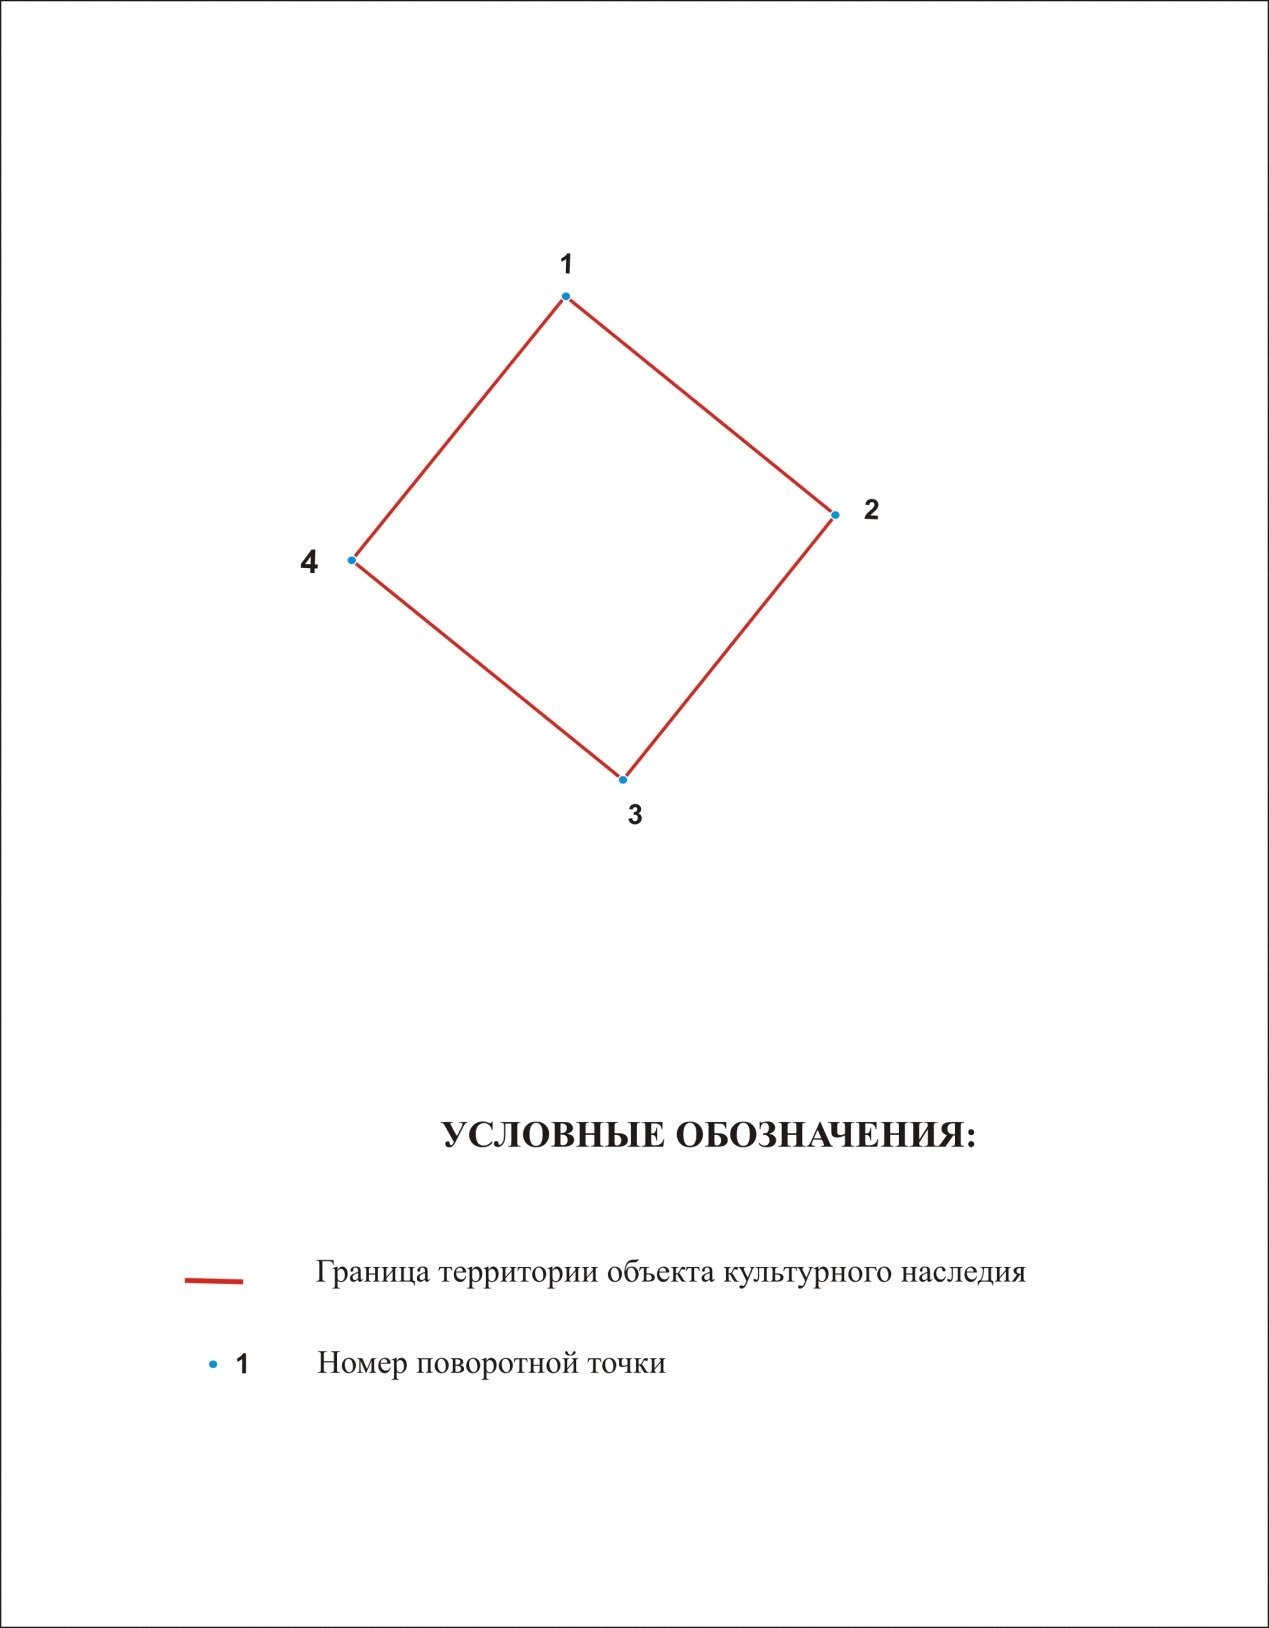 1
2
4
3
УСЛОВНЫЕ ОБОЗНАЧЕНИЯ:
Граница территории объекта культурного наследия
1 Номер поворотной точки